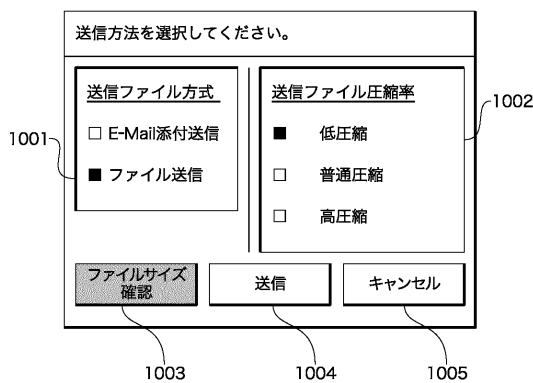 送信方法を選択してください。
送信ファイル方式
□ E-Mail添付送信
■ ファイル送信
送信ファイル圧縮率
■ 低圧縮
□ 普通圧縮
□ 高圧縮
ファイルサイズ
確認
送信
キャンセル
1001
1002
1003
1004
1005